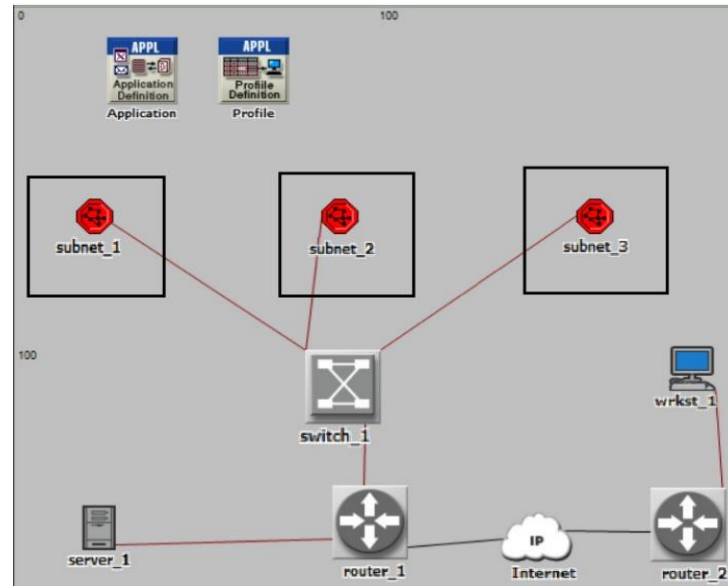 0
100
APPL
Application
Definition
Application
APPL
Profiile
Definition
Profile
subnet_1
subnet_2
subnet_3
100
switch_1
wrkst_1
server_1
router_1
IP
Internet
router_2